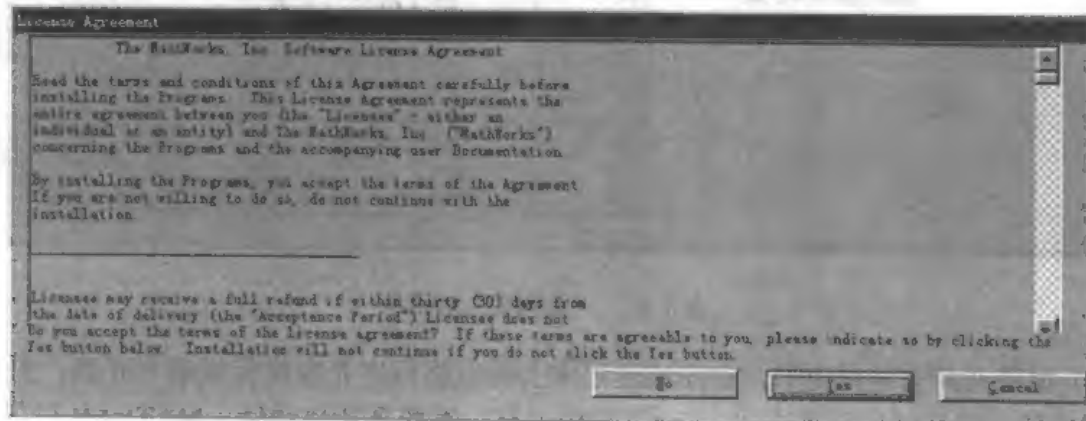 License Agreement
The MathWorks, Inc. Software License Agreement
Read the terms and conditions of this Agreement carefully before
installing the Programs. This License Agreement represents the
entire agreement between you (the "Licensee" - either an
individual or an entity) and The MathWorks, Inc. ("MathWorks")
concerning the Programs and the accompanying user Documentation.
By installing the Programs, you accept the terms of the Agreement
If you are not willing to do so, do not continue with the
installation.
Licensee may receive a full refund if within thirty (30) days from
the date of delivery (the "Acceptance Period") Licensee does not
Do you accept the terms of the license agreement? If these terms are agreeable to you, please indicate so by clicking the
Yes button below. Installation will not continue if you do not click the Yes button.
No Yes Cancel